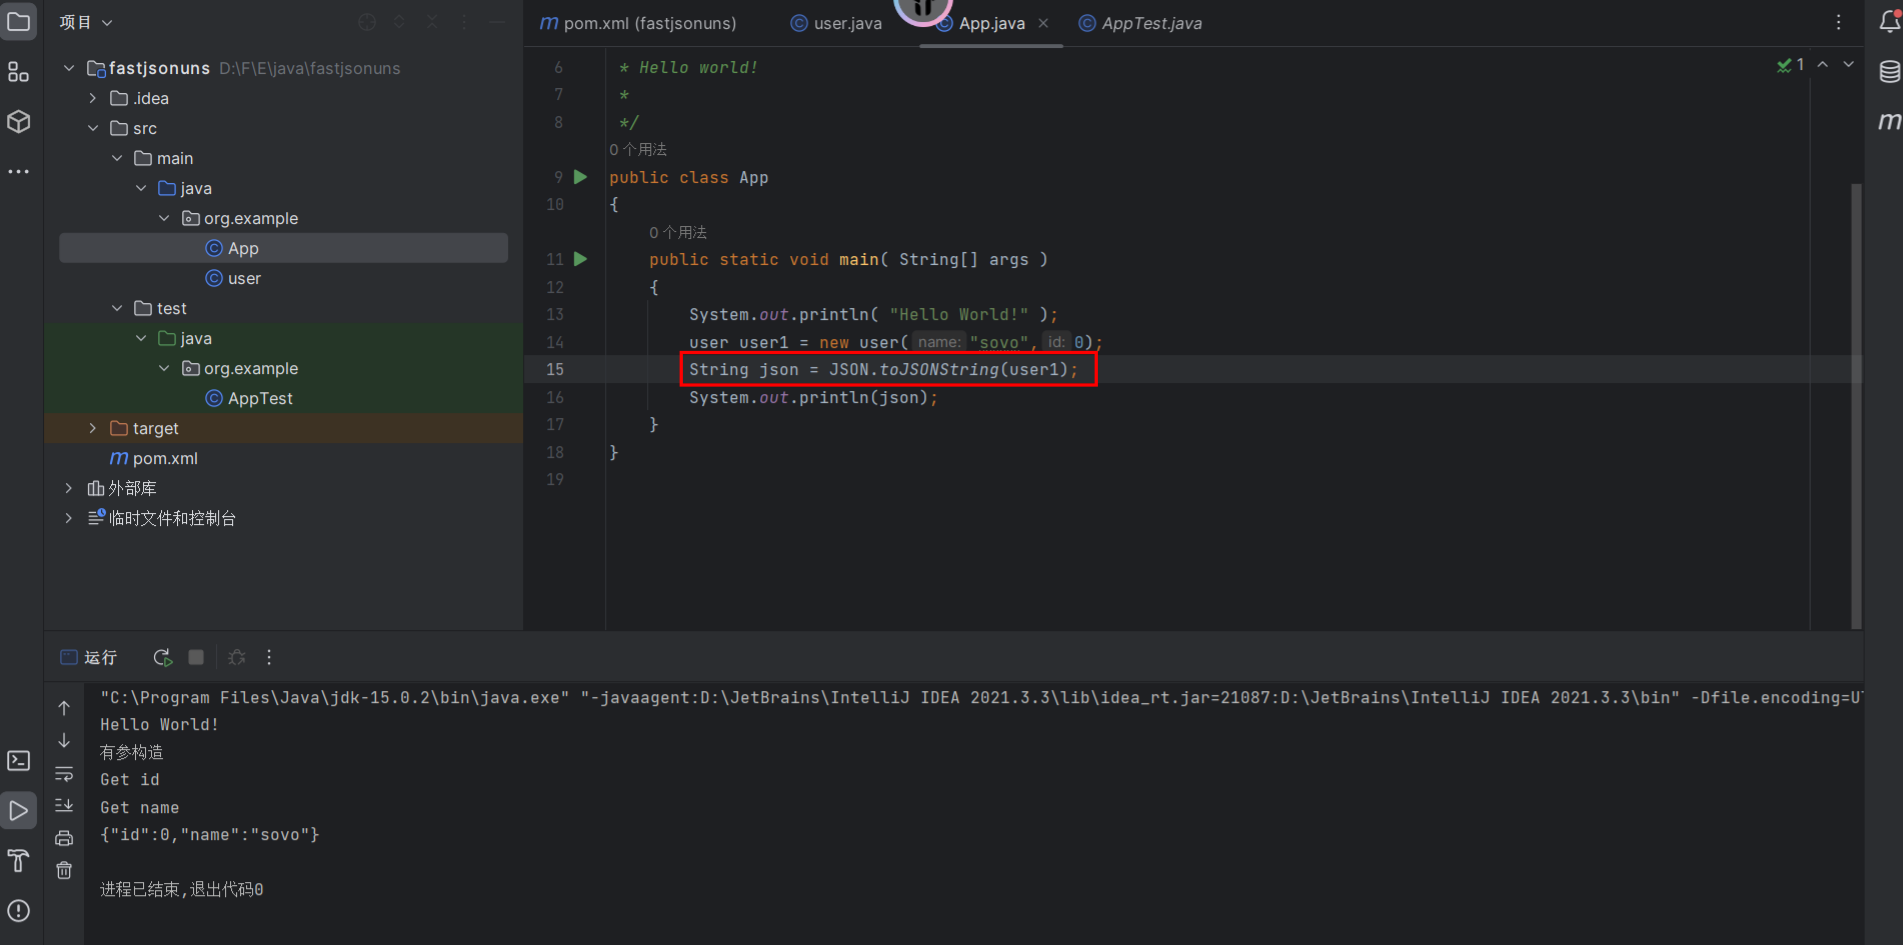 项目
fastjsonuns D:\F\E\java\fastjsonuns
.idea
src
main
java
org.example
App
user
test
java
org.example
AppTest
target
m pom.xml
外部库
临时文件和控制台
m pom.xml (fastjsonuns)
user.java
App.java
AppTest.java
1
m
6 * Hello world!
7 *
8 */
0 个用法
9 public class App
10 {
0 个用法
11 public static void main( String[] args )
12 {
13 System.out.println( "Hello World!" );
14 user user1 = new user( name: "sovo", id: 0);
15 String json = JSON.toJSONString(user1);
16 System.out.println(json);
17 }
18 }
19
运行
"C:\Program Files\Java\jdk-15.0.2\bin\java.exe" "-javaagent:D:\JetBrains\IntelliJ IDEA 2021.3.3\lib\idea_rt.jar=21087:D:\JetBrains\IntelliJ IDEA 2021.3.3\bin" -Dfile.encoding=U
Hello World!
有参构造
Get id
Get name
{"id":0,"name":"sovo"}
进程已结束,退出代码0